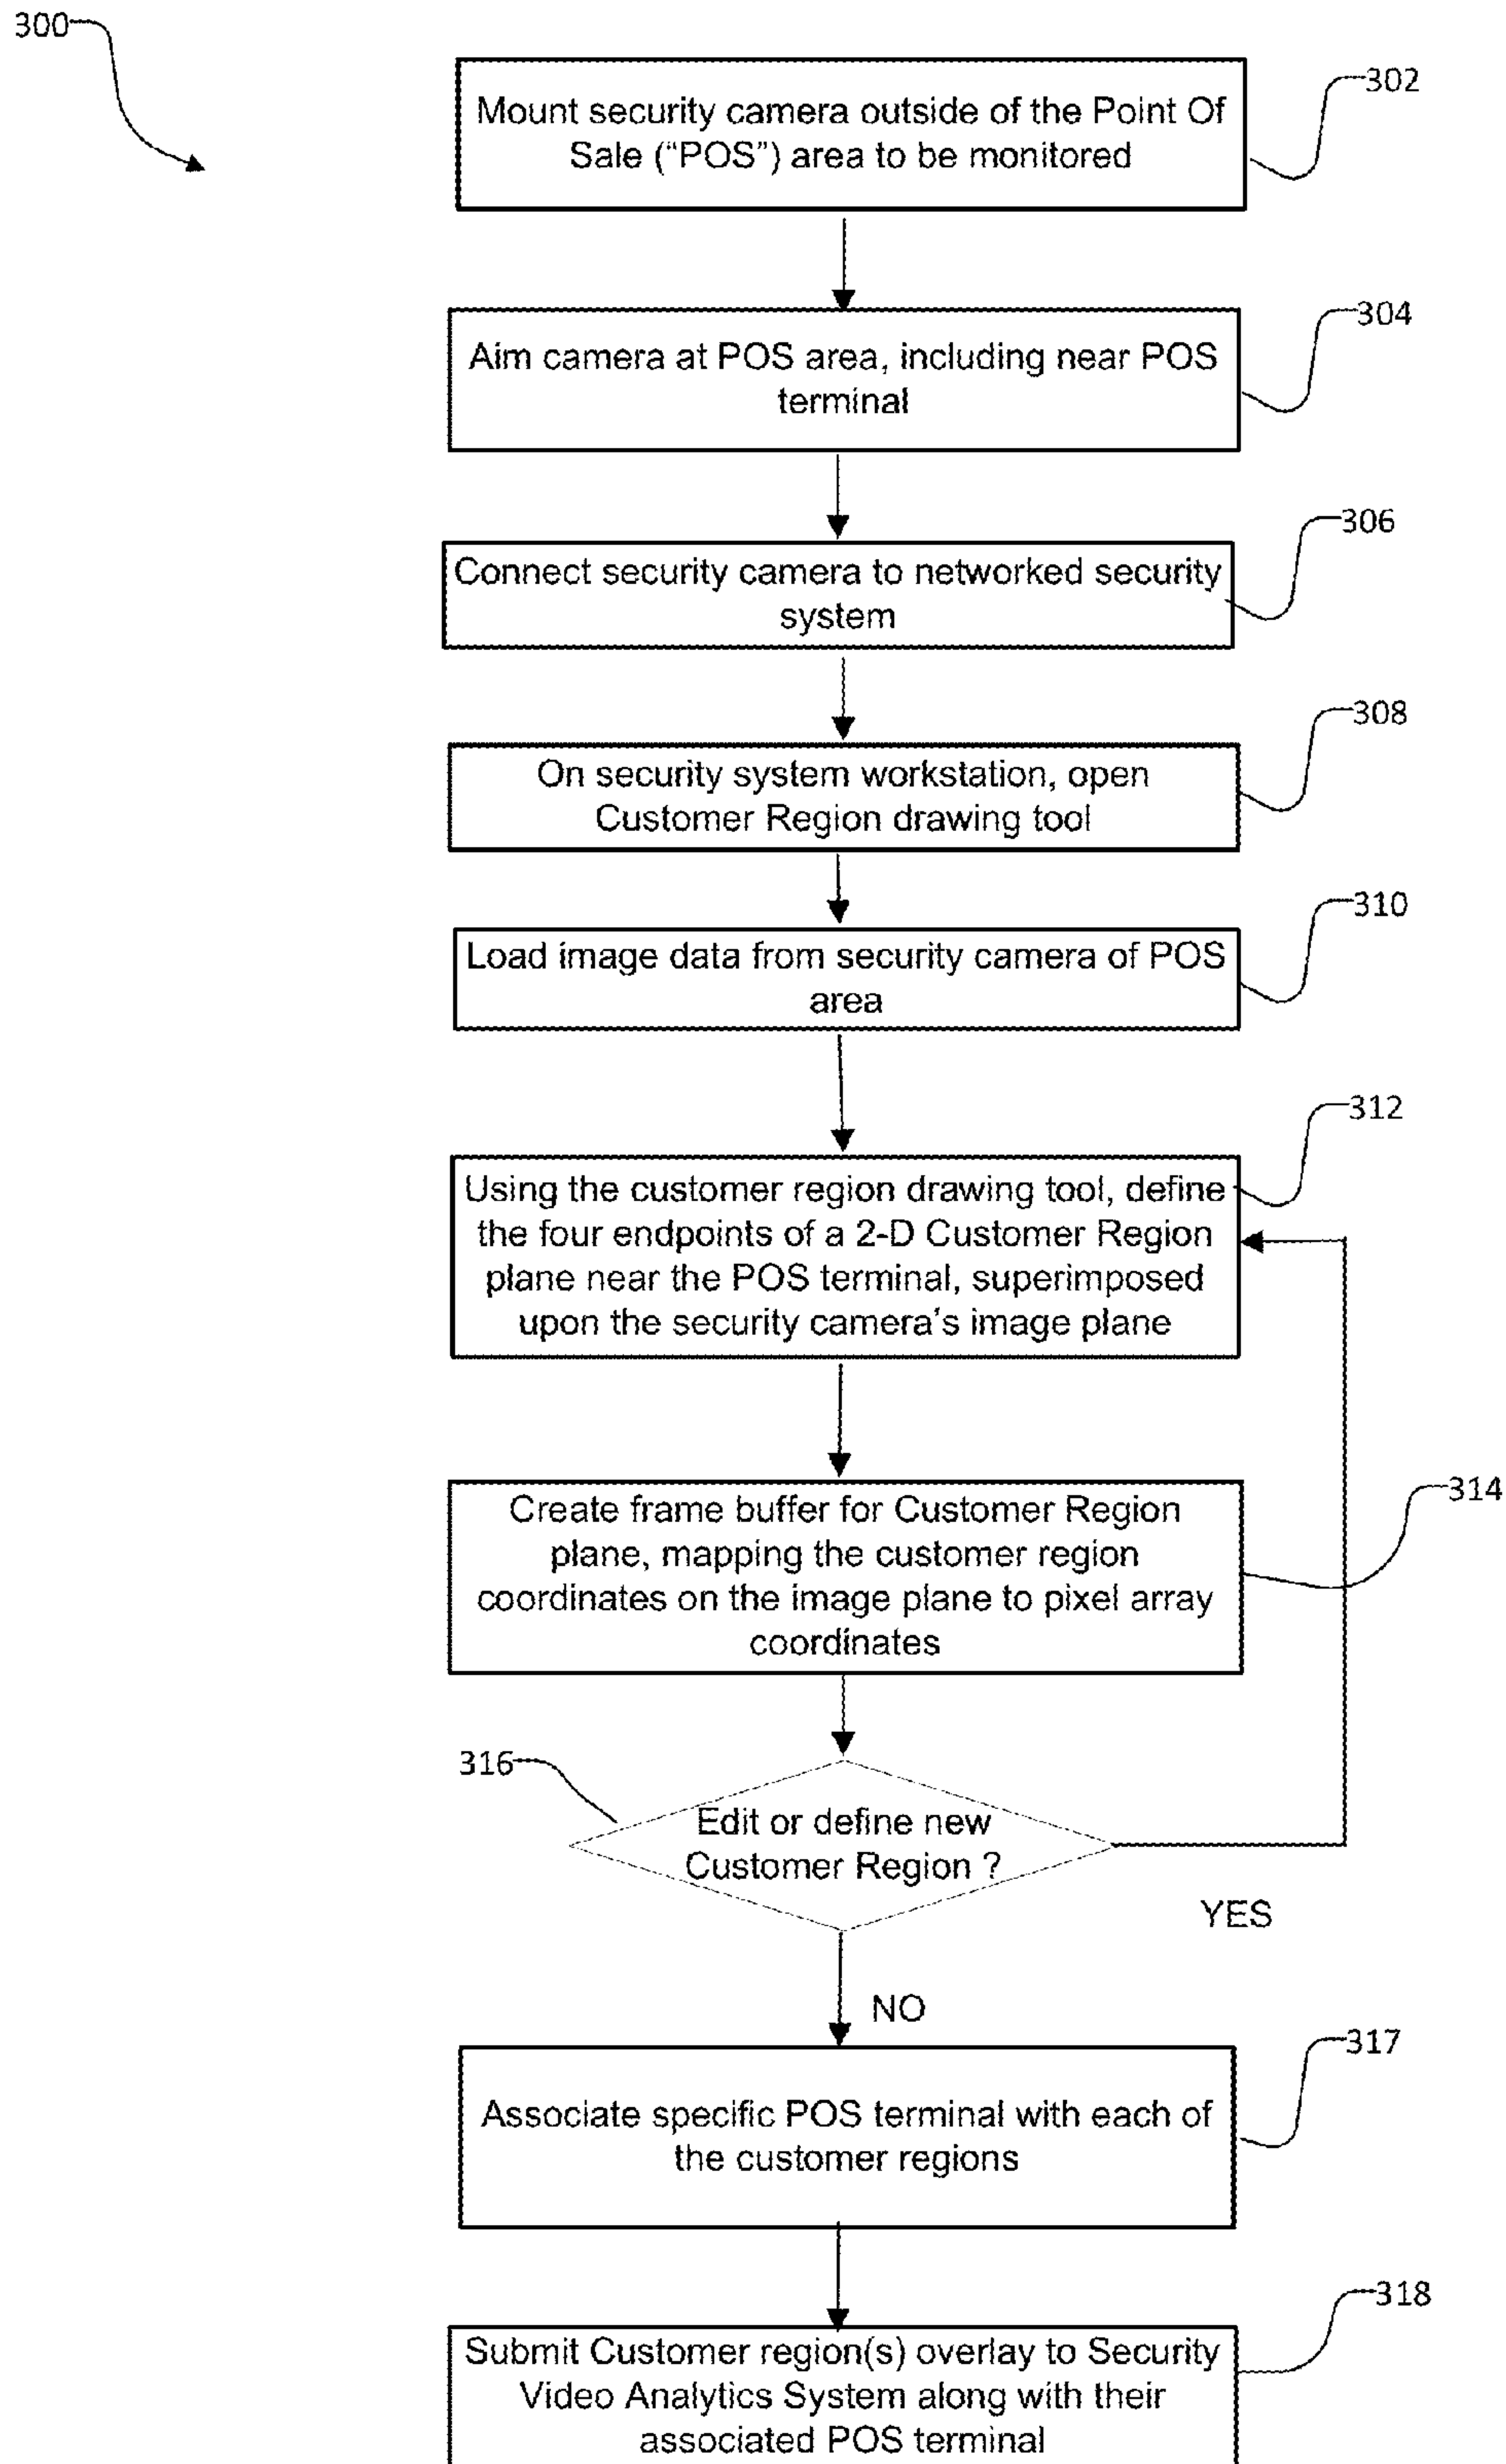 300
302
Mount security camera outside of the Point Of
Sale (“POS”) area to be monitored
304
Aim camera at POS area, including near POS
terminal
306
Connect security camera to networked security
system
308
On security system workstation, open
Customer Region drawing tool
310
Load image data from security camera of POS
area
312
Using the customer region drawing tool, define
the four endpoints of a 2-D Customer Region
plane near the POS terminal, superimposed
upon the security camera’s image plane
314
Create frame buffer for Customer Region
plane, mapping the customer region
coordinates on the image plane to pixel array
coordinates
316
Edit or define new
Customer Region ?
YES
NO
317
Associate specific POS terminal with each of
the customer regions
318
Submit Customer region(s) overlay to Security
Video Analytics System along with their
associated POS terminal